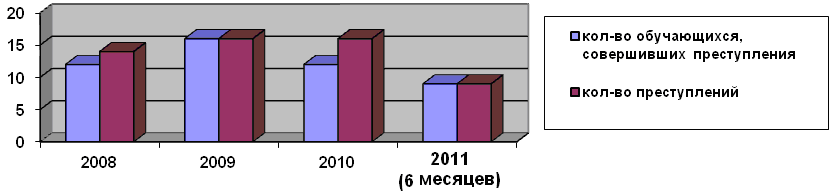 20
15
10
5
0
2008
2009
2010
2011
(6 месяцев)
кол-во обучающихся,
совершивших преступления
кол-во преступлений